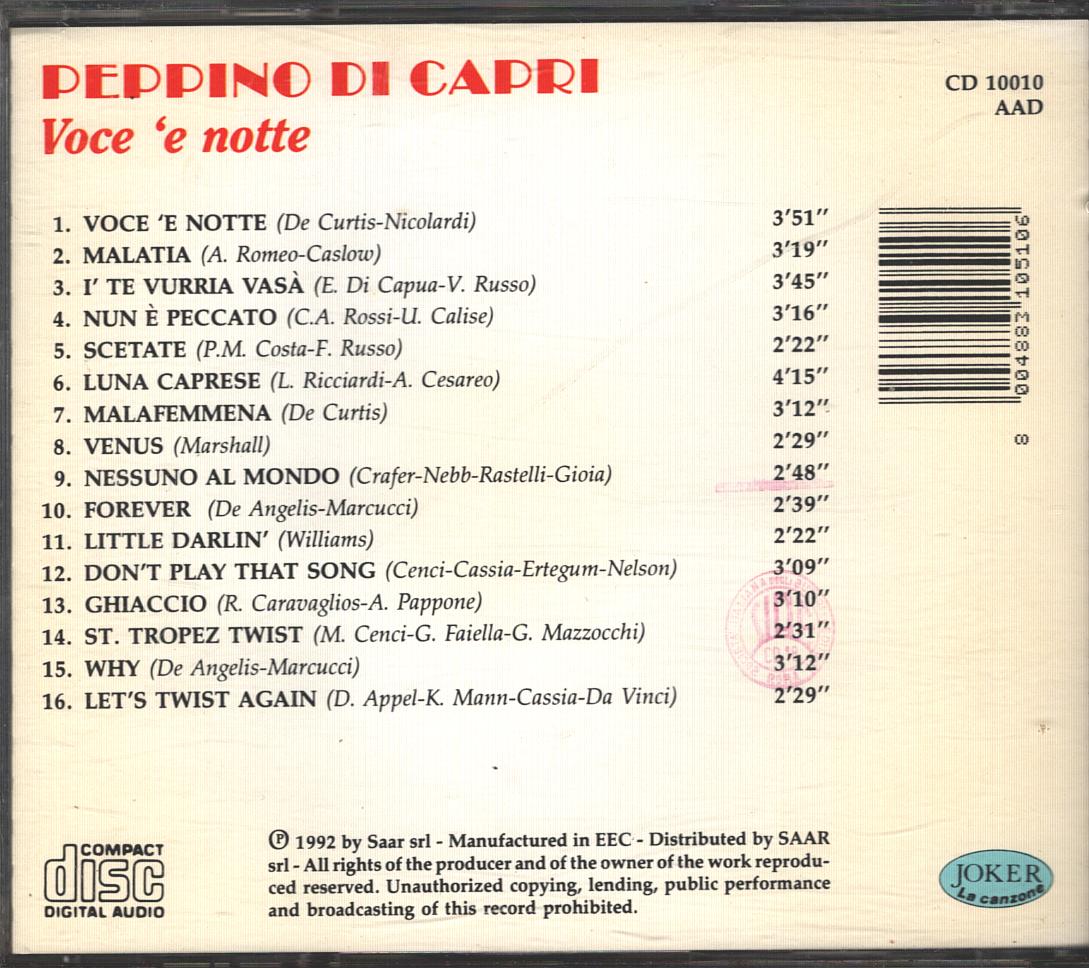 PEPPINO DI CAPRI
Voce ‘e notte
CD 10010
AAD
1. VOCE ‘E NOTTE (De Curtis-Nicolardi) 3’51’’
2. MALATIA (A. Romeo-Caslow) 3’19’’
3. I’ TE VURRIA VASÀ (E. Di Capua-V. Russo) 3’45’’
4. NUN È PECCATO (C.A. Rossi-U. Calise) 3’16’’
5. SCETATE (P.M. Costa-F. Russo) 2’22’’
6. LUNA CAPRESE (L. Ricciardi-A. Cesareo) 4’15’’
7. MALAFEMMENA (De Curtis) 3’12’’
8. VENUS (Marshall) 2’29’’
9. NESSUNO AL MONDO (Crafer-Nebb-Rastelli-Gioia) 2’48’’
10. FOREVER (De Angelis-Marcucci) 2’39’’
11. LITTLE DARLIN’ (Williams) 2’22’’
12. DON’T PLAY THAT SONG (Cenci-Cassia-Ertegum-Nelson) 3’09’’
13. GHIACCIO (R. Caravaglios-A. Pappone) 3’10’’
14. ST. TROPEZ TWIST (M. Cenci-G. Faiella-G. Mazzocchi) 2’31’’
15. WHY (De Angelis-Marcucci) 3’12’’
16. LET’S TWIST AGAIN (D. Appel-K. Mann-Cassia-Da Vinci) 2’29’’
8 004883 105106
COMPACT
disc
DIGITAL AUDIO
℗ 1992 by Saar srl - Manufactured in EEC - Distributed by SAAR
srl - All rights of the producer and of the owner of the work reprodu-
ced reserved. Unauthorized copying, lending, public performance
and broadcasting of this record prohibited.
JOKER
La canzone